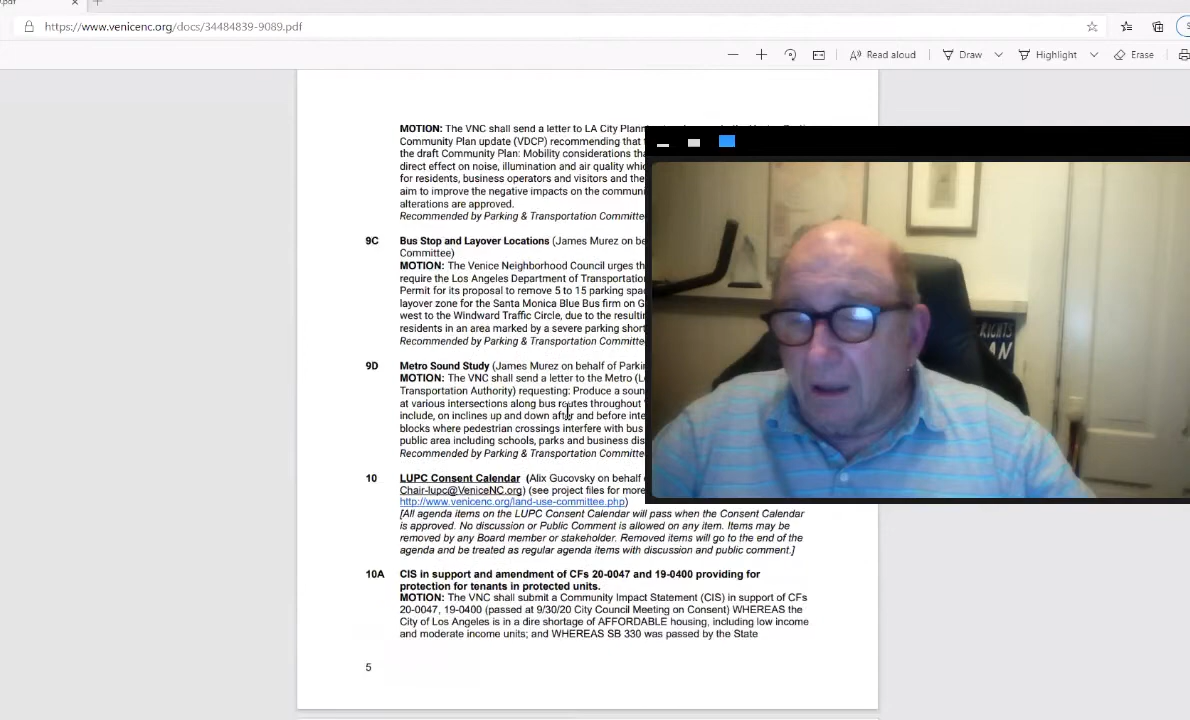 .pdf
https://www.venicenc.org/docs/34484839-9089.pdf
Read aloud
Draw
Highlight
Erase
MOTION: The VNC shall send a letter to LA City Plann
Community Plan update (VDCP) recommending that
the draft Community Plan: Mobility considerations tha
direct effect on noise, illumination and air quality whic
for residents, business operators and visitors and the
aim to improve the negative impacts on the commun
alterations are approved.
Recommended by Parking & Transportation Committe
9C Bus Stop and Layover Locations (James Murez on be
Committee)
MOTION: The Venice Neighborhood Council urges th
require the Los Angeles Department of Transportation
Permit for its proposal to remove 5 to 15 parking spac
layover zone for the Santa Monica Blue Bus firm on G
west to the Windward Traffic Circle, due to the resultin
residents in an area marked by a severe parking short
Recommended by Parking & Transportation Committe
9D Metro Sound Study (James Murez on behalf of Parkin
MOTION: The VNC shall send a letter to the Metro (L
Transportation Authority) requesting: Produce a soun
at various intersections along bus routes throughout
include, on inclines up and down after and before inte
blocks where pedestrian crossings interfere with bus
public area including schools, parks and business dis
Recommended by Parking & Transportation Committe
10 LUPC Consent Calendar (Alix Gucovsky on behalf
Chair-lupc@VeniceNC.org) (see project files for more
http://www.venicenc.org/land-use-committee.php)
[All agenda items on the LUPC Consent Calendar will pass when the Consent Calendar
is approved. No discussion or Public Comment is allowed on any item. Items may be
removed by any Board member or stakeholder. Removed items will go to the end of the
agenda and be treated as regular agenda items with discussion and public comment.]
10A CIS in support and amendment of CFs 20-0047 and 19-0400 providing for
protection for tenants in protected units.
MOTION: The VNC shall submit a Community Impact Statement (CIS) in support of CFs
20-0047, 19-0400 (passed at 9/30/20 City Council Meeting on Consent) WHEREAS the
City of Los Angeles is in a dire shortage of AFFORDABLE housing, including low income
and moderate income units; and WHEREAS SB 330 was passed by the State
5
RIGHTS
AN